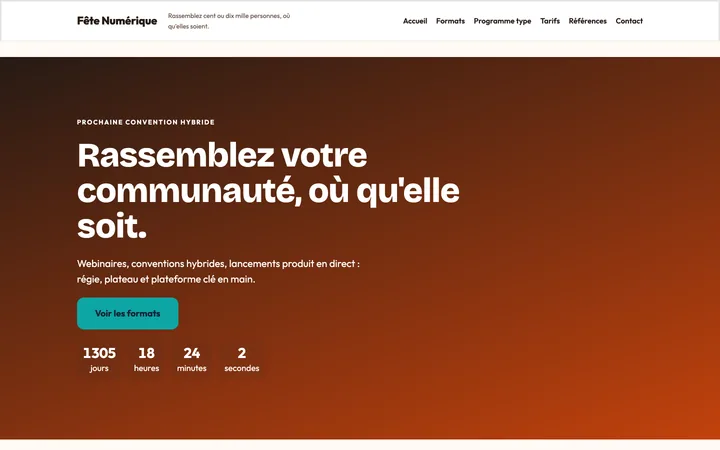 Fête Numérique
Rassemblez cent ou dix mille personnes, où
qu'elles soient.
Accueil Formats Programme type Tarifs Références Contact
PROCHAINE CONVENTION HYBRIDE
Rassemblez votre
communauté, où qu'elle
soit.
Webinaires, conventions hybrides, lancements produit en direct :
régie, plateau et plateforme clé en main.
Voir les formats
1305 18 24 2
jours heures minutes secondes